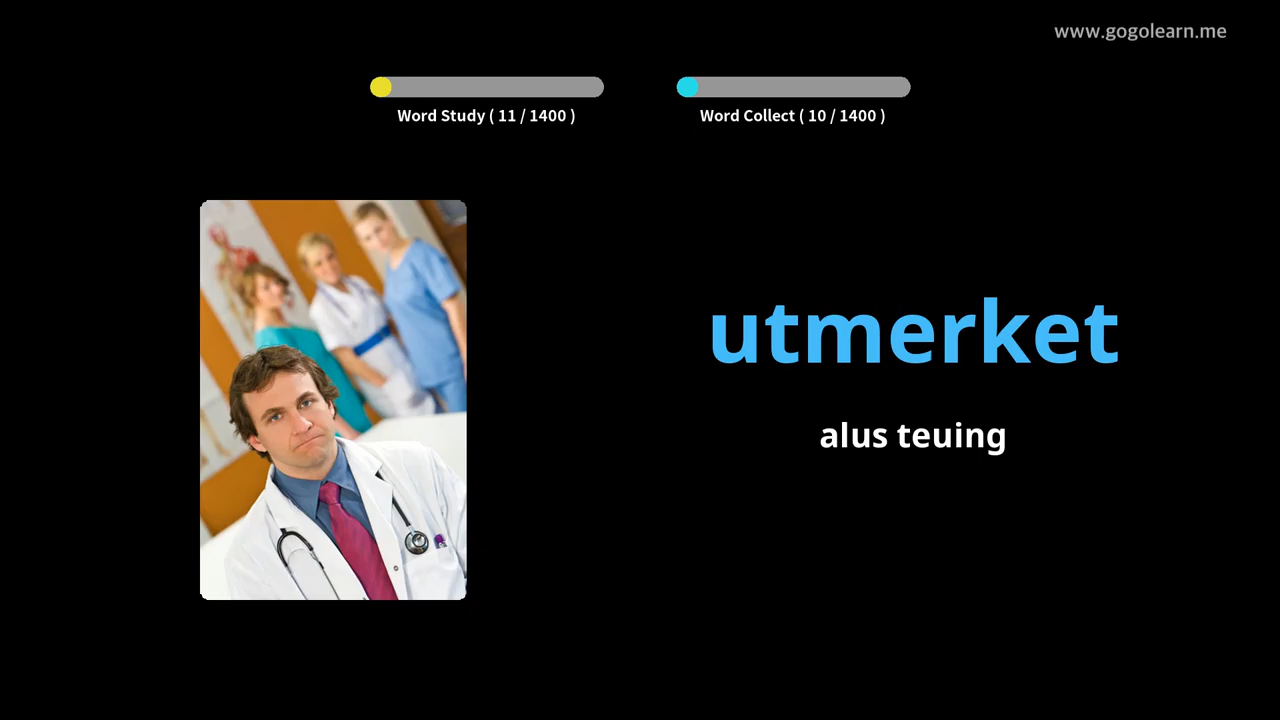 www.gogolearn.me
Word Study ( 11 / 1400 )
Word Collect ( 10 / 1400 )
utmerket
alus teuing